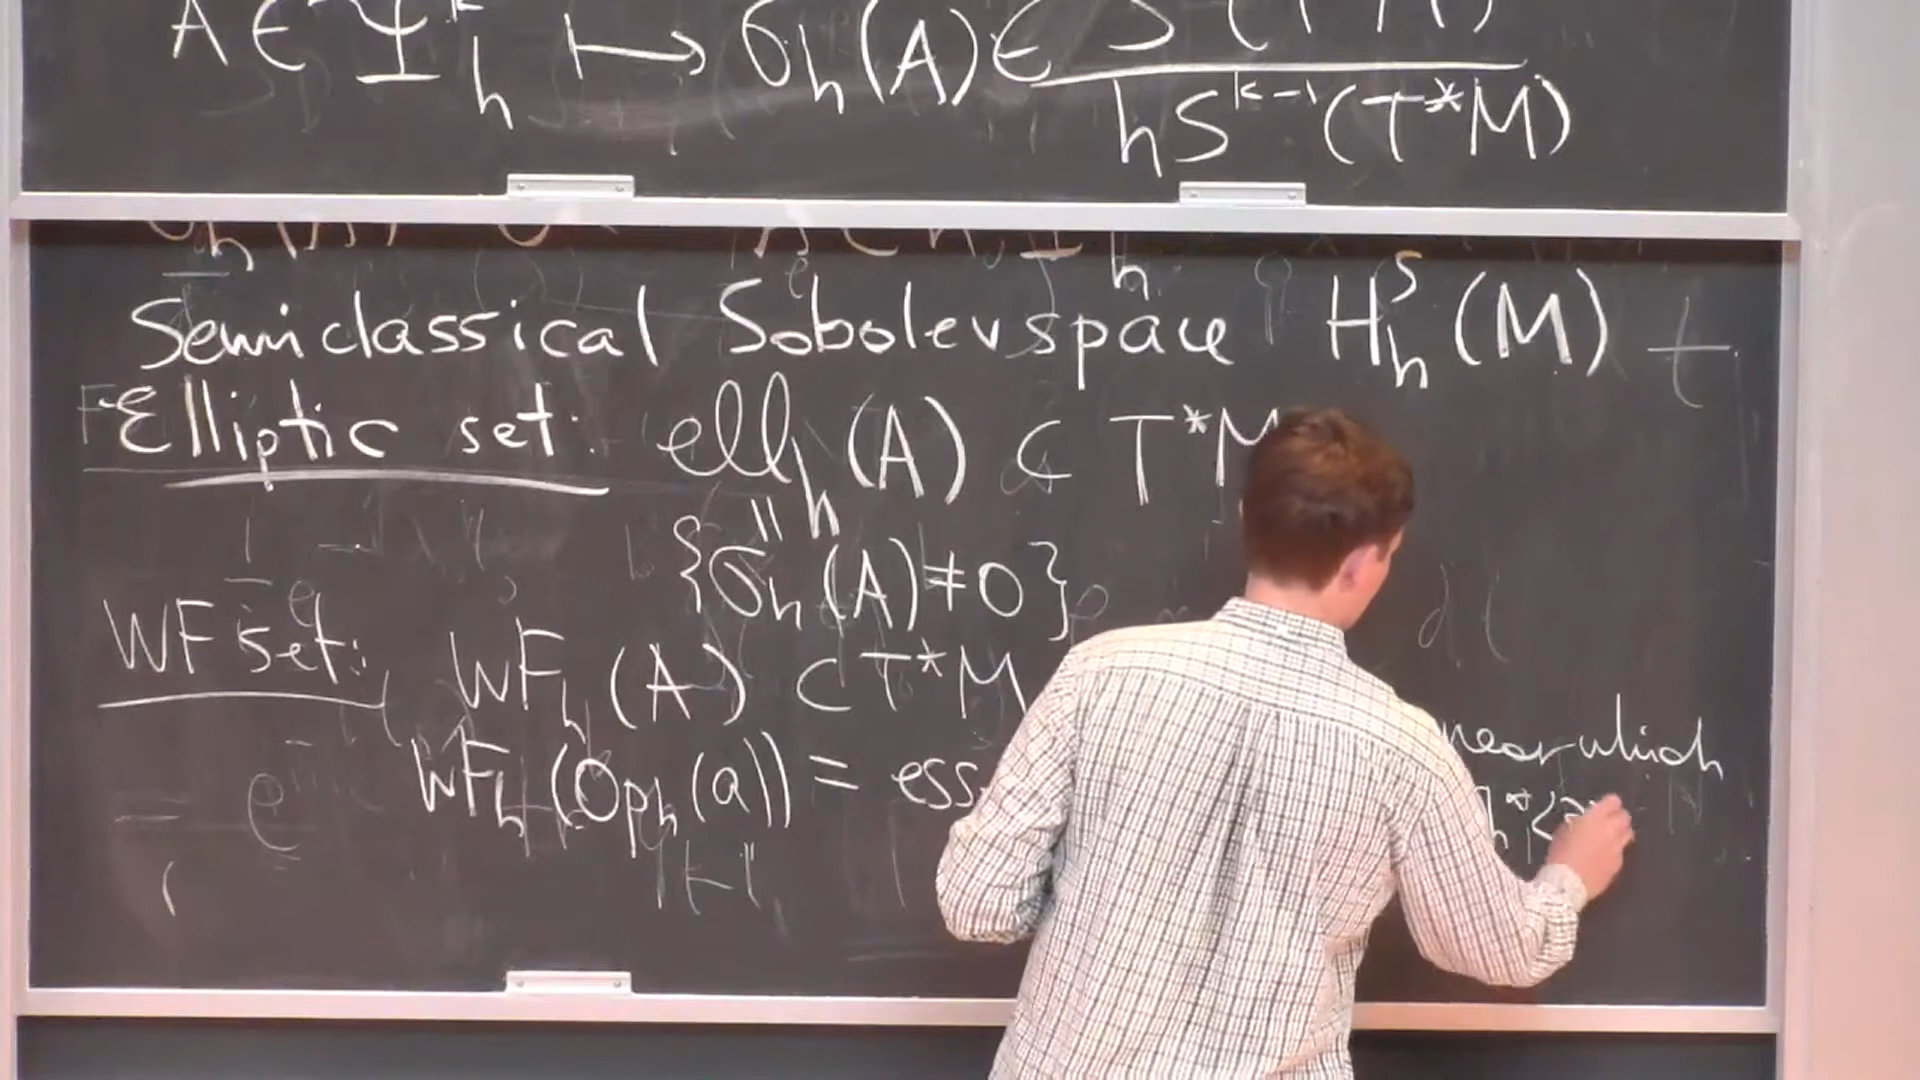 A ∈ Ψ^k_h ⟼ σ_h(A) ∈ S
hS^{k-1}(T*M)
Semiclassical Sobolev space H^s_h(M)
Elliptic set: ell_h(A) ⊂ T*M
||
{σ_h(A)≠0}
WF set: WF_h(A) ⊂ T*M
near which
WF_h(Op_h(a)) = ess